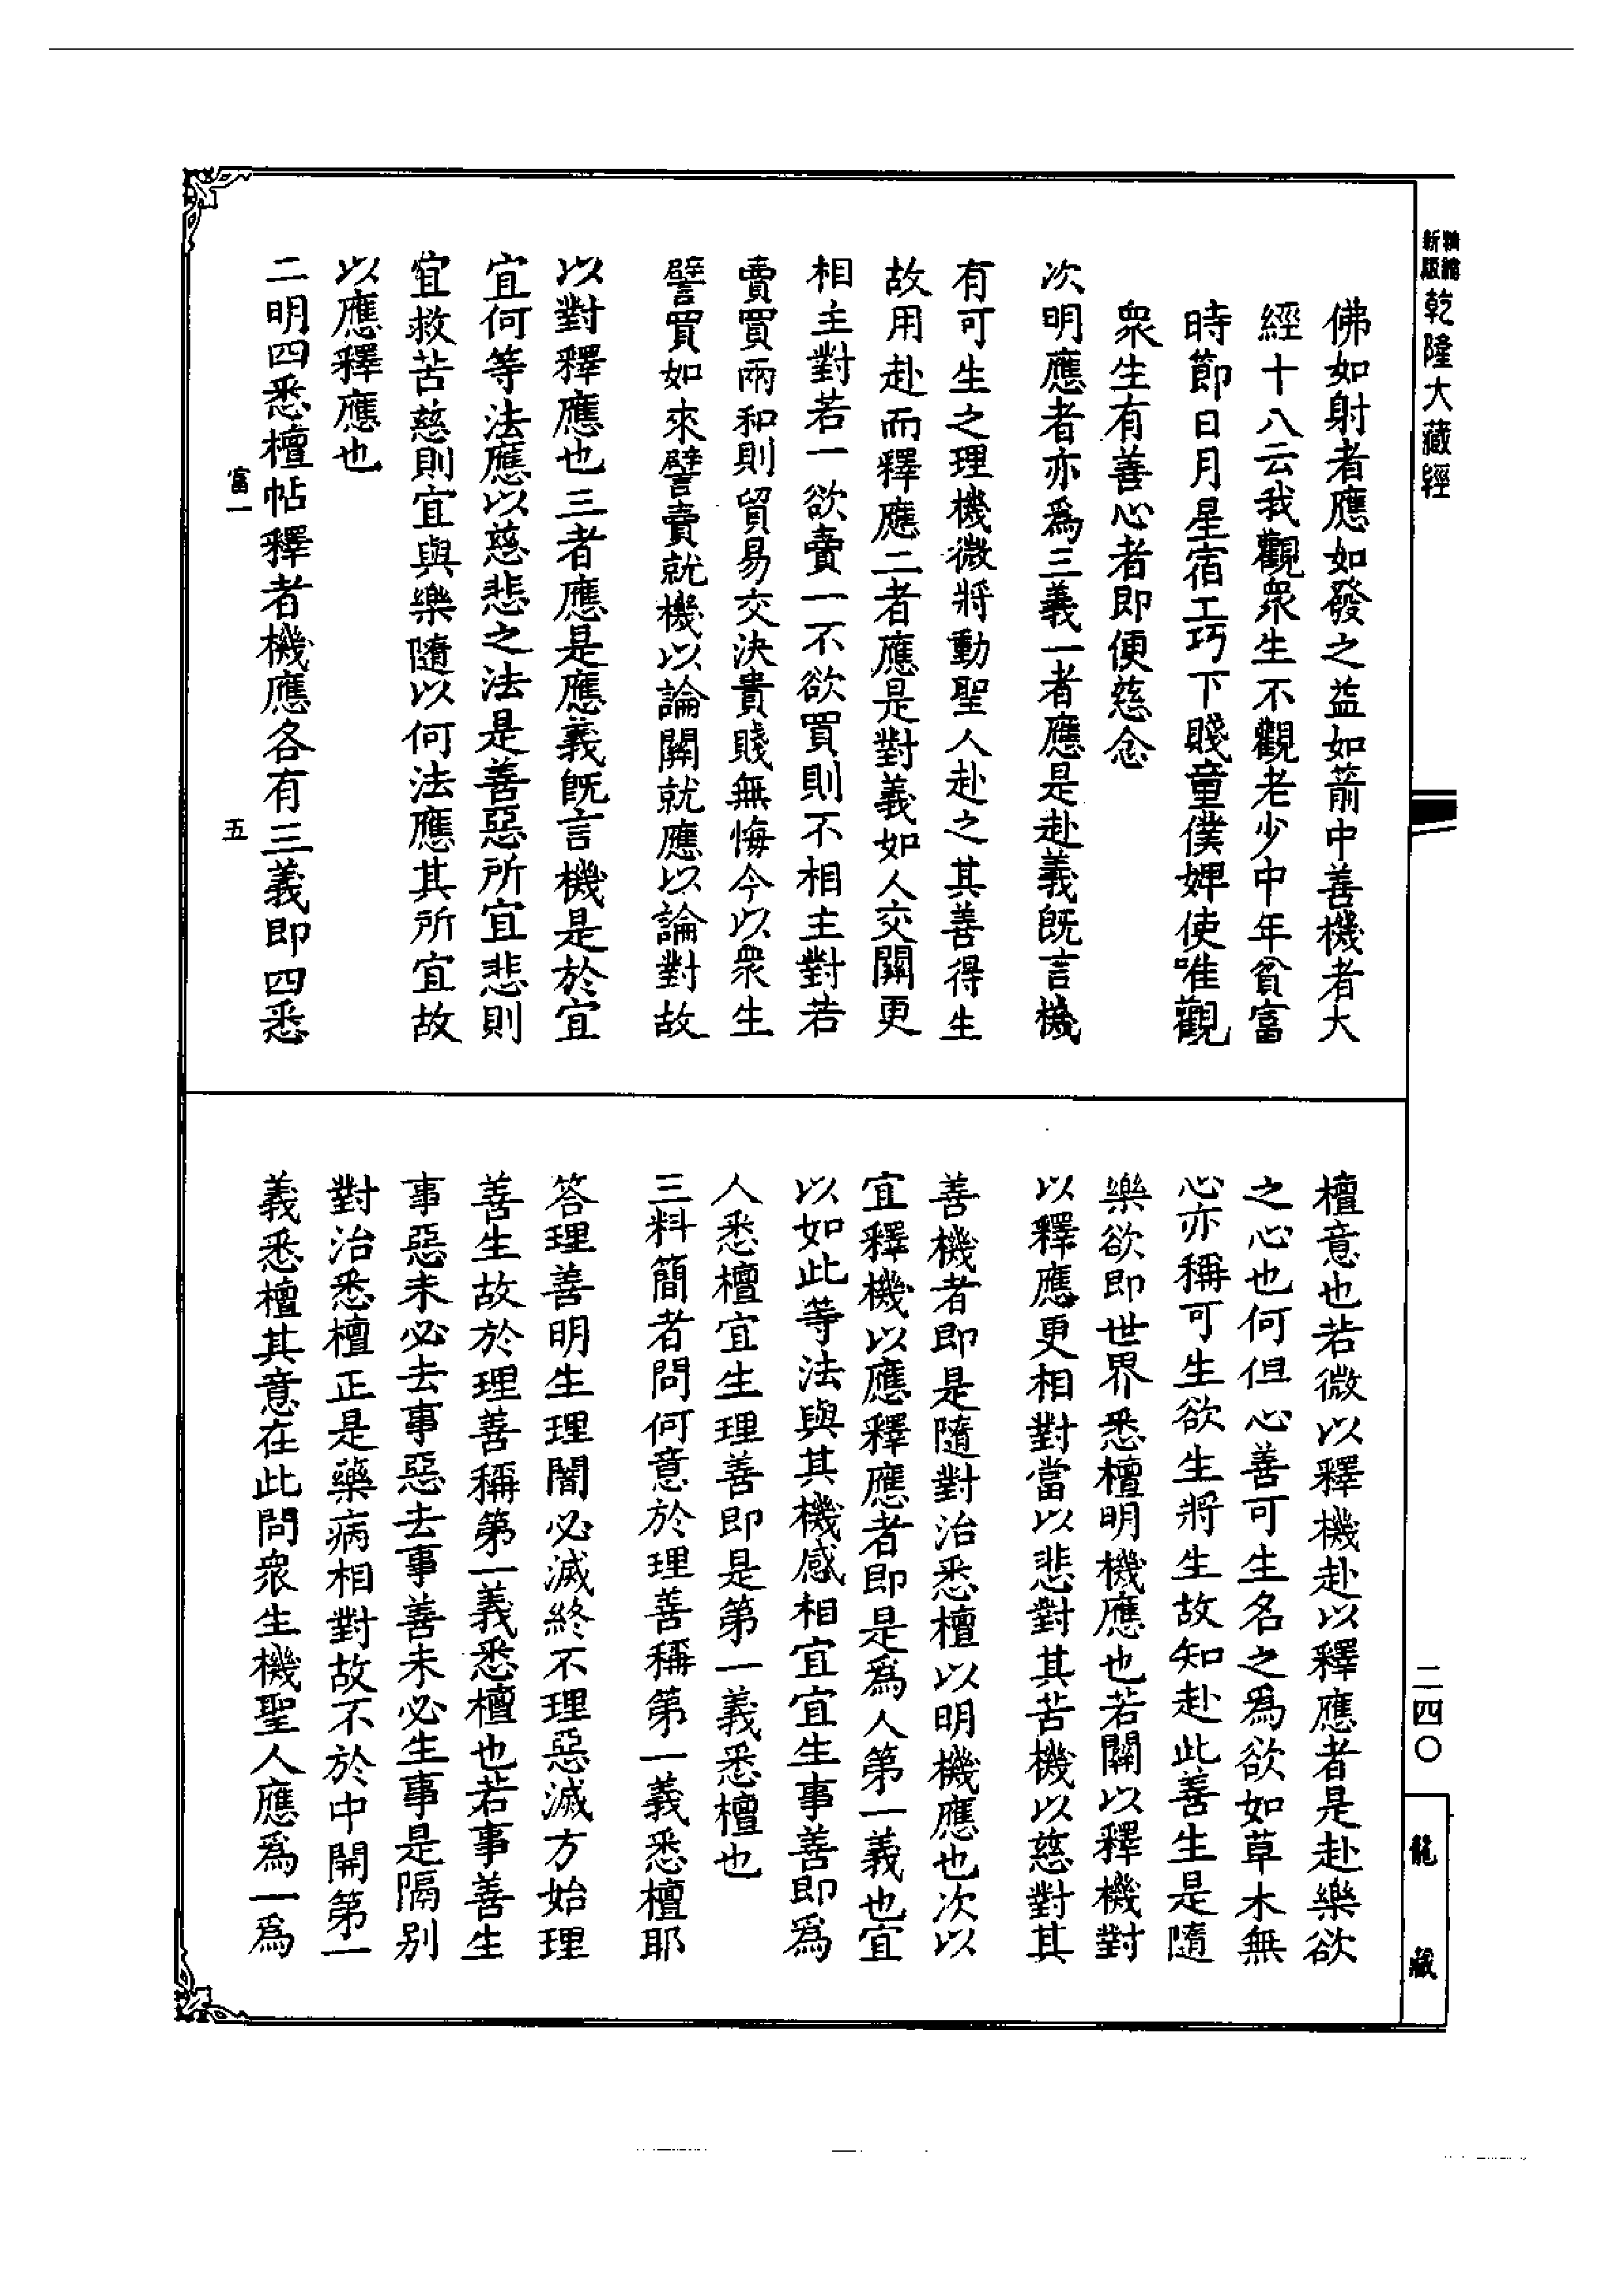 精縮新版乾隆大藏經
佛如射者應如發之益如箭中善機者大
經十八云我觀衆生不觀老少中年貧富
時節日月星宿工巧下賤童僕婢使唯觀
衆生有善心者即便慈念
次明應者亦爲三義一者應是赴義既言機
有可生之理機微將動聖人赴之其善得生
故用赴而釋應二者應是對義如人交關更
相主對若一欲賣一不欲買則不相主對若
賣買兩和則貿易交決貴賤無悔今以衆生
譬買如來譬賣就機以論關就應以論對故
以對釋應也三者應是應義既言機是於宜
宜何等法應以慈悲之法是善惡所宜悲則
宜救苦慈則宜與樂隨以何法應其所宜故
以應釋應也
二明四悉檀帖釋者機應各有三義即四悉
富一
五
檀意也若微以釋機赴以釋應者是赴樂欲
之心也何但心善可生名之爲欲如草木無
心亦稱可生欲生將生故知赴此善生是隨
樂欲即世界悉檀明機應也若關以釋機對
以釋應更相對當以悲對其苦機以慈對其
善機者即是隨對治悉檀以明機應也次以
宜釋機以應釋應者即是爲人第一義也宜
以如此等法與其機感相宜宜生事善即爲
人悉檀宜生理善即是第一義悉檀也
三料簡者問何意於理善稱第一義悉檀耶
答理善明生理闇必滅終不理惡滅方始理
善生故於理善稱第一義悉檀也若事善生
事惡未必去事惡去事善未必生事是隔別
對治悉檀正是藥病相對故不於中開第一
義悉檀其意在此問衆生機聖人應爲一爲
二四〇
龍藏